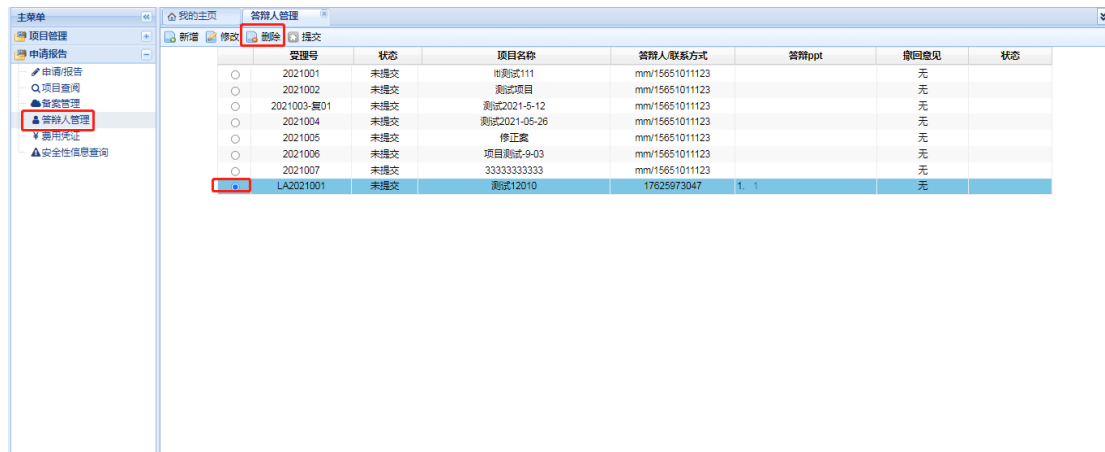 主菜单
我的主页
答辩人管理
项目管理
新增 修改 删除 提交
申请报告
申请/报告
项目查阅
备案管理
答辩人管理
费用凭证
安全性信息查询
受理号 状态 项目名称 答辩人/联系方式 答辩ppt 撤回意见 状态
2021001 未提交 ltl测试111 mm/15651011123 无
2021002 未提交 测试项目 mm/15651011123 无
2021003-复01 未提交 测试2021-5-12 mm/15651011123 无
2021004 未提交 测试2021-05-26 mm/15651011123 无
2021005 未提交 修正案 mm/15651011123 无
2021006 未提交 项目测试-9-03 mm/15651011123 无
2021007 未提交 33333333333 mm/15651011123 无
LA2021001 未提交 测试12010 17625973047 1. 1 无